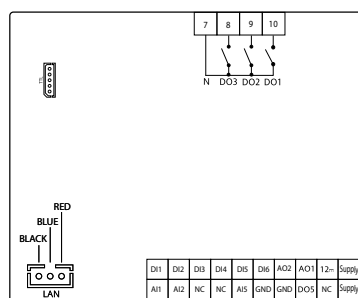 7 8 9 10
N DO3 DO2 DO1
RED
BLUE
BLACK
LAN
DI1 DI2 DI3 DI4 DI5 DI6 AO2 AO1 12 Supply
AI1 AI2 NC NC AI5 GND GND DO5 NC Supply